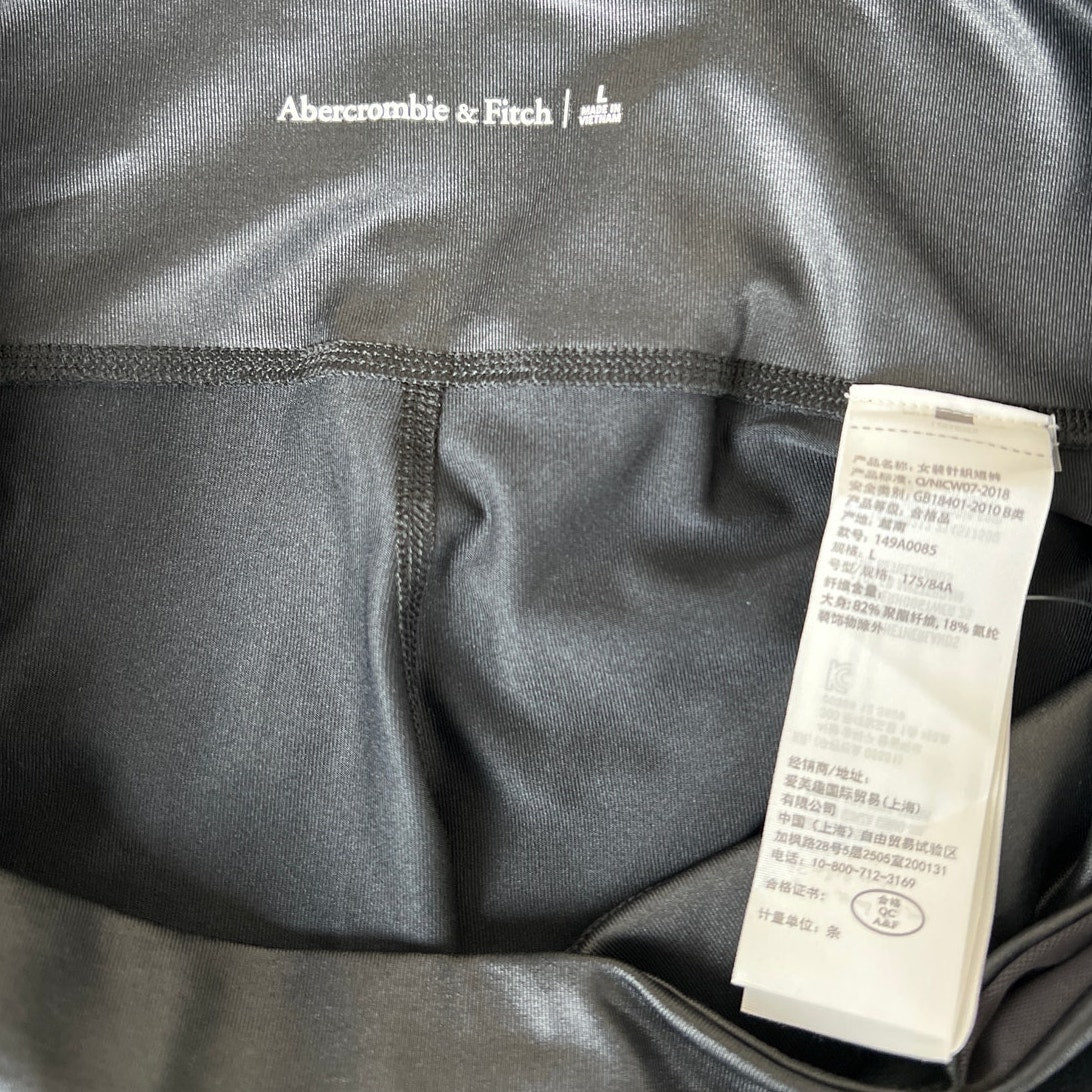 Abercrombie & Fitch | L
MADE IN
VIETNAM
产品名称：女装针织短裤
产品标准：Q/NICW07-2018
安全类别：GB18401-2010 B类
产品等级：合格品
产地：越南
款号：149A0085
规格：L
号型/规格：175/84A
纤维含量：
大身：82% 聚酯纤维, 18% 氨纶
装饰物除外
经销商/地址：
爱芙趣国际贸易(上海)
有限公司
中国（上海）自由贸易试验区
加枫路28号5层2505室200131
电话：10-800-712-3169
合格证书：
合格
QC
A&F
计量单位：条